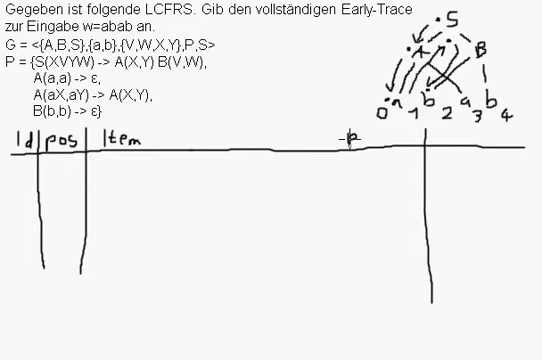 Gegeben ist folgende LCFRS. Gib den vollständigen Early-Trace
zur Eingabe w=abab an.
G = <{A,B,S},{a,b},{V,W,X,Y},P,S>
P = {S(XVYW) -> A(X,Y) B(V,W),
A(a,a) -> ε,
A(aX,aY) -> A(X,Y),
B(b,b) -> ε}
S
A B
a b a b
0 1 2 3 4
Id pos Item